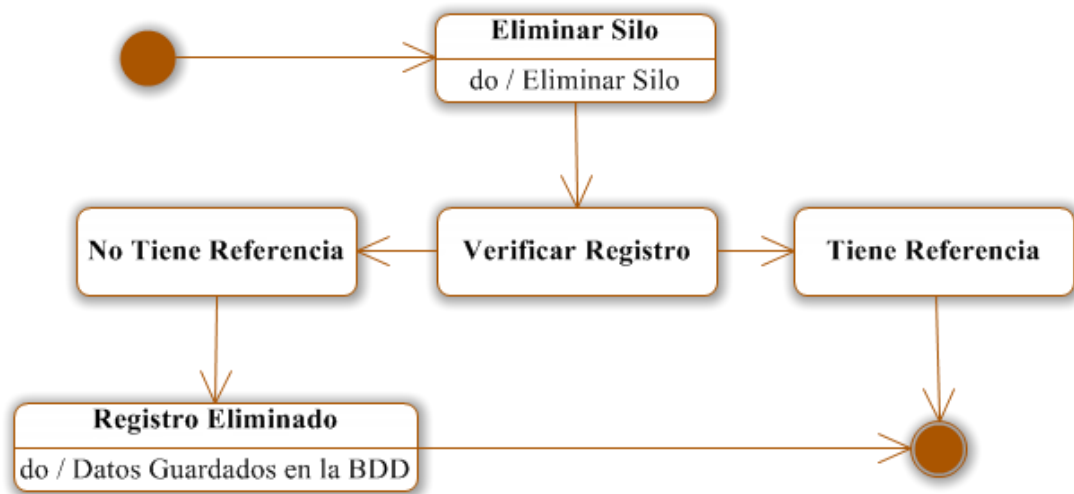 Eliminar Silo
do / Eliminar Silo
No Tiene Referencia
Verificar Registro
Tiene Referencia
Registro Eliminado
do / Datos Guardados en la BDD